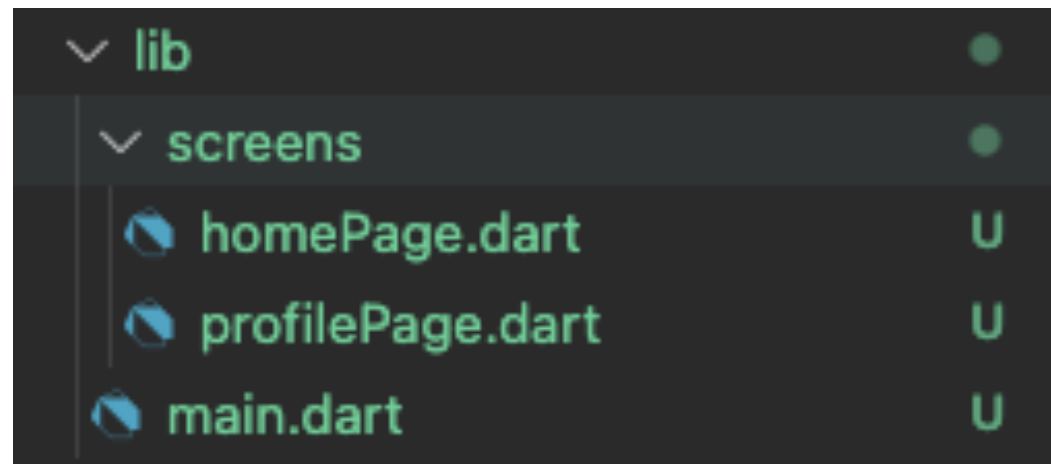 lib
screens
homePage.dart U
profilePage.dart U
main.dart U